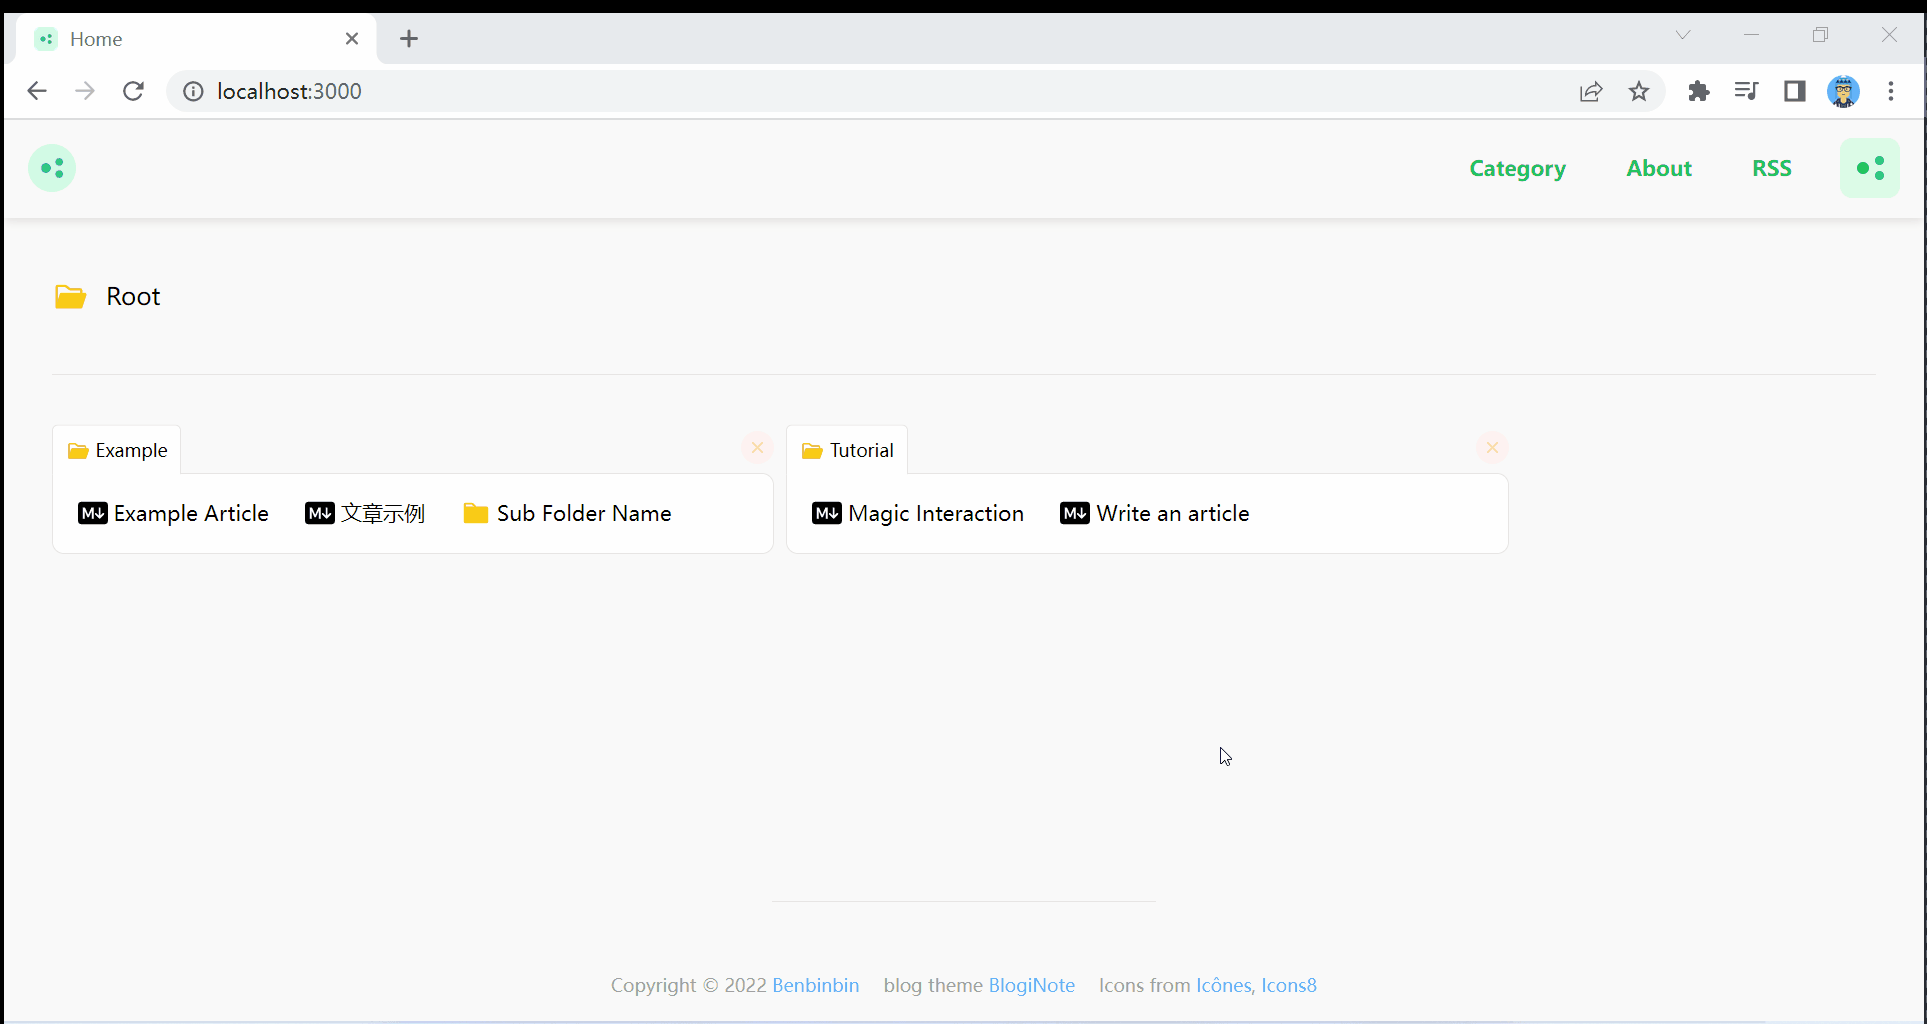 Home
localhost:3000
Category About RSS
Root
Example
Tutorial
M↓ Example Article M↓ 文章示例 Sub Folder Name
M↓ Magic Interaction M↓ Write an article
Copyright © 2022 Benbinbin blog theme BlogiNote Icons from Icônes, Icons8